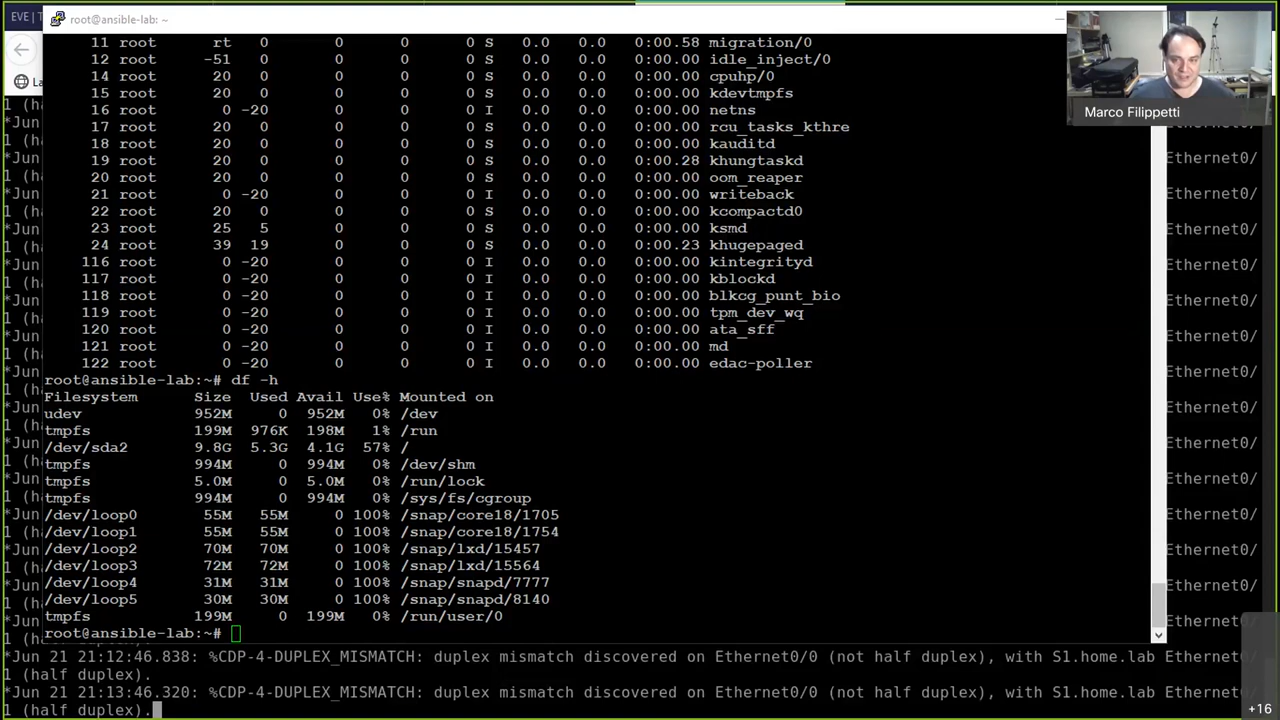 EVE | T
root@ansible-lab: ~
11 root rt 0 0 0 0 S 0.0 0.0 0:00.58 migration/0
12 root -51 0 0 0 0 S 0.0 0.0 0:00.00 idle_inject/0
14 root 20 0 0 0 0 S 0.0 0.0 0:00.00 cpuhp/0
15 root 20 0 0 0 0 S 0.0 0.0 0:00.00 kdevtmpfs
16 root 0 -20 0 0 0 I 0.0 0.0 0:00.00 netns
17 root 20 0 0 0 0 S 0.0 0.0 0:00.00 rcu_tasks_kthre
18 root 20 0 0 0 0 S 0.0 0.0 0:00.00 kauditd
19 root 20 0 0 0 0 S 0.0 0.0 0:00.28 khungtaskd
20 root 20 0 0 0 0 S 0.0 0.0 0:00.00 oom_reaper
21 root 0 -20 0 0 0 I 0.0 0.0 0:00.00 writeback
22 root 20 0 0 0 0 S 0.0 0.0 0:00.00 kcompactd0
23 root 25 5 0 0 0 S 0.0 0.0 0:00.00 ksmd
24 root 39 19 0 0 0 S 0.0 0.0 0:00.23 khugepaged
116 root 0 -20 0 0 0 I 0.0 0.0 0:00.00 kintegrityd
117 root 0 -20 0 0 0 I 0.0 0.0 0:00.00 kblockd
118 root 0 -20 0 0 0 I 0.0 0.0 0:00.00 blkcg_punt_bio
119 root 0 -20 0 0 0 I 0.0 0.0 0:00.00 tpm_dev_wq
120 root 0 -20 0 0 0 I 0.0 0.0 0:00.00 ata_sff
121 root 0 -20 0 0 0 I 0.0 0.0 0:00.00 md
122 root 0 -20 0 0 0 I 0.0 0.0 0:00.00 edac-poller
root@ansible-lab:~# df -h
Filesystem Size Used Avail Use% Mounted on
udev 952M 0 952M 0% /dev
tmpfs 199M 976K 198M 1% /run
/dev/sda2 9.8G 5.3G 4.1G 57% /
tmpfs 994M 0 994M 0% /dev/shm
tmpfs 5.0M 0 5.0M 0% /run/lock
tmpfs 994M 0 994M 0% /sys/fs/cgroup
/dev/loop0 55M 55M 0 100% /snap/core18/1705
/dev/loop1 55M 55M 0 100% /snap/core18/1754
/dev/loop2 70M 70M 0 100% /snap/lxd/15457
/dev/loop3 72M 72M 0 100% /snap/lxd/15564
/dev/loop4 31M 31M 0 100% /snap/snapd/7777
/dev/loop5 30M 30M 0 100% /snap/snapd/8140
tmpfs 199M 0 199M 0% /run/user/0
root@ansible-lab:~#
*Jun 21 21:12:46.838: %CDP-4-DUPLEX_MISMATCH: duplex mismatch discovered on Ethernet0/0 (not half duplex), with S1.home.lab Ethernet0/
1 (half duplex).
*Jun 21 21:13:46.320: %CDP-4-DUPLEX_MISMATCH: duplex mismatch discovered on Ethernet0/0 (not half duplex), with S1.home.lab Ethernet0/
1 (half duplex).
Marco Filippetti
+16